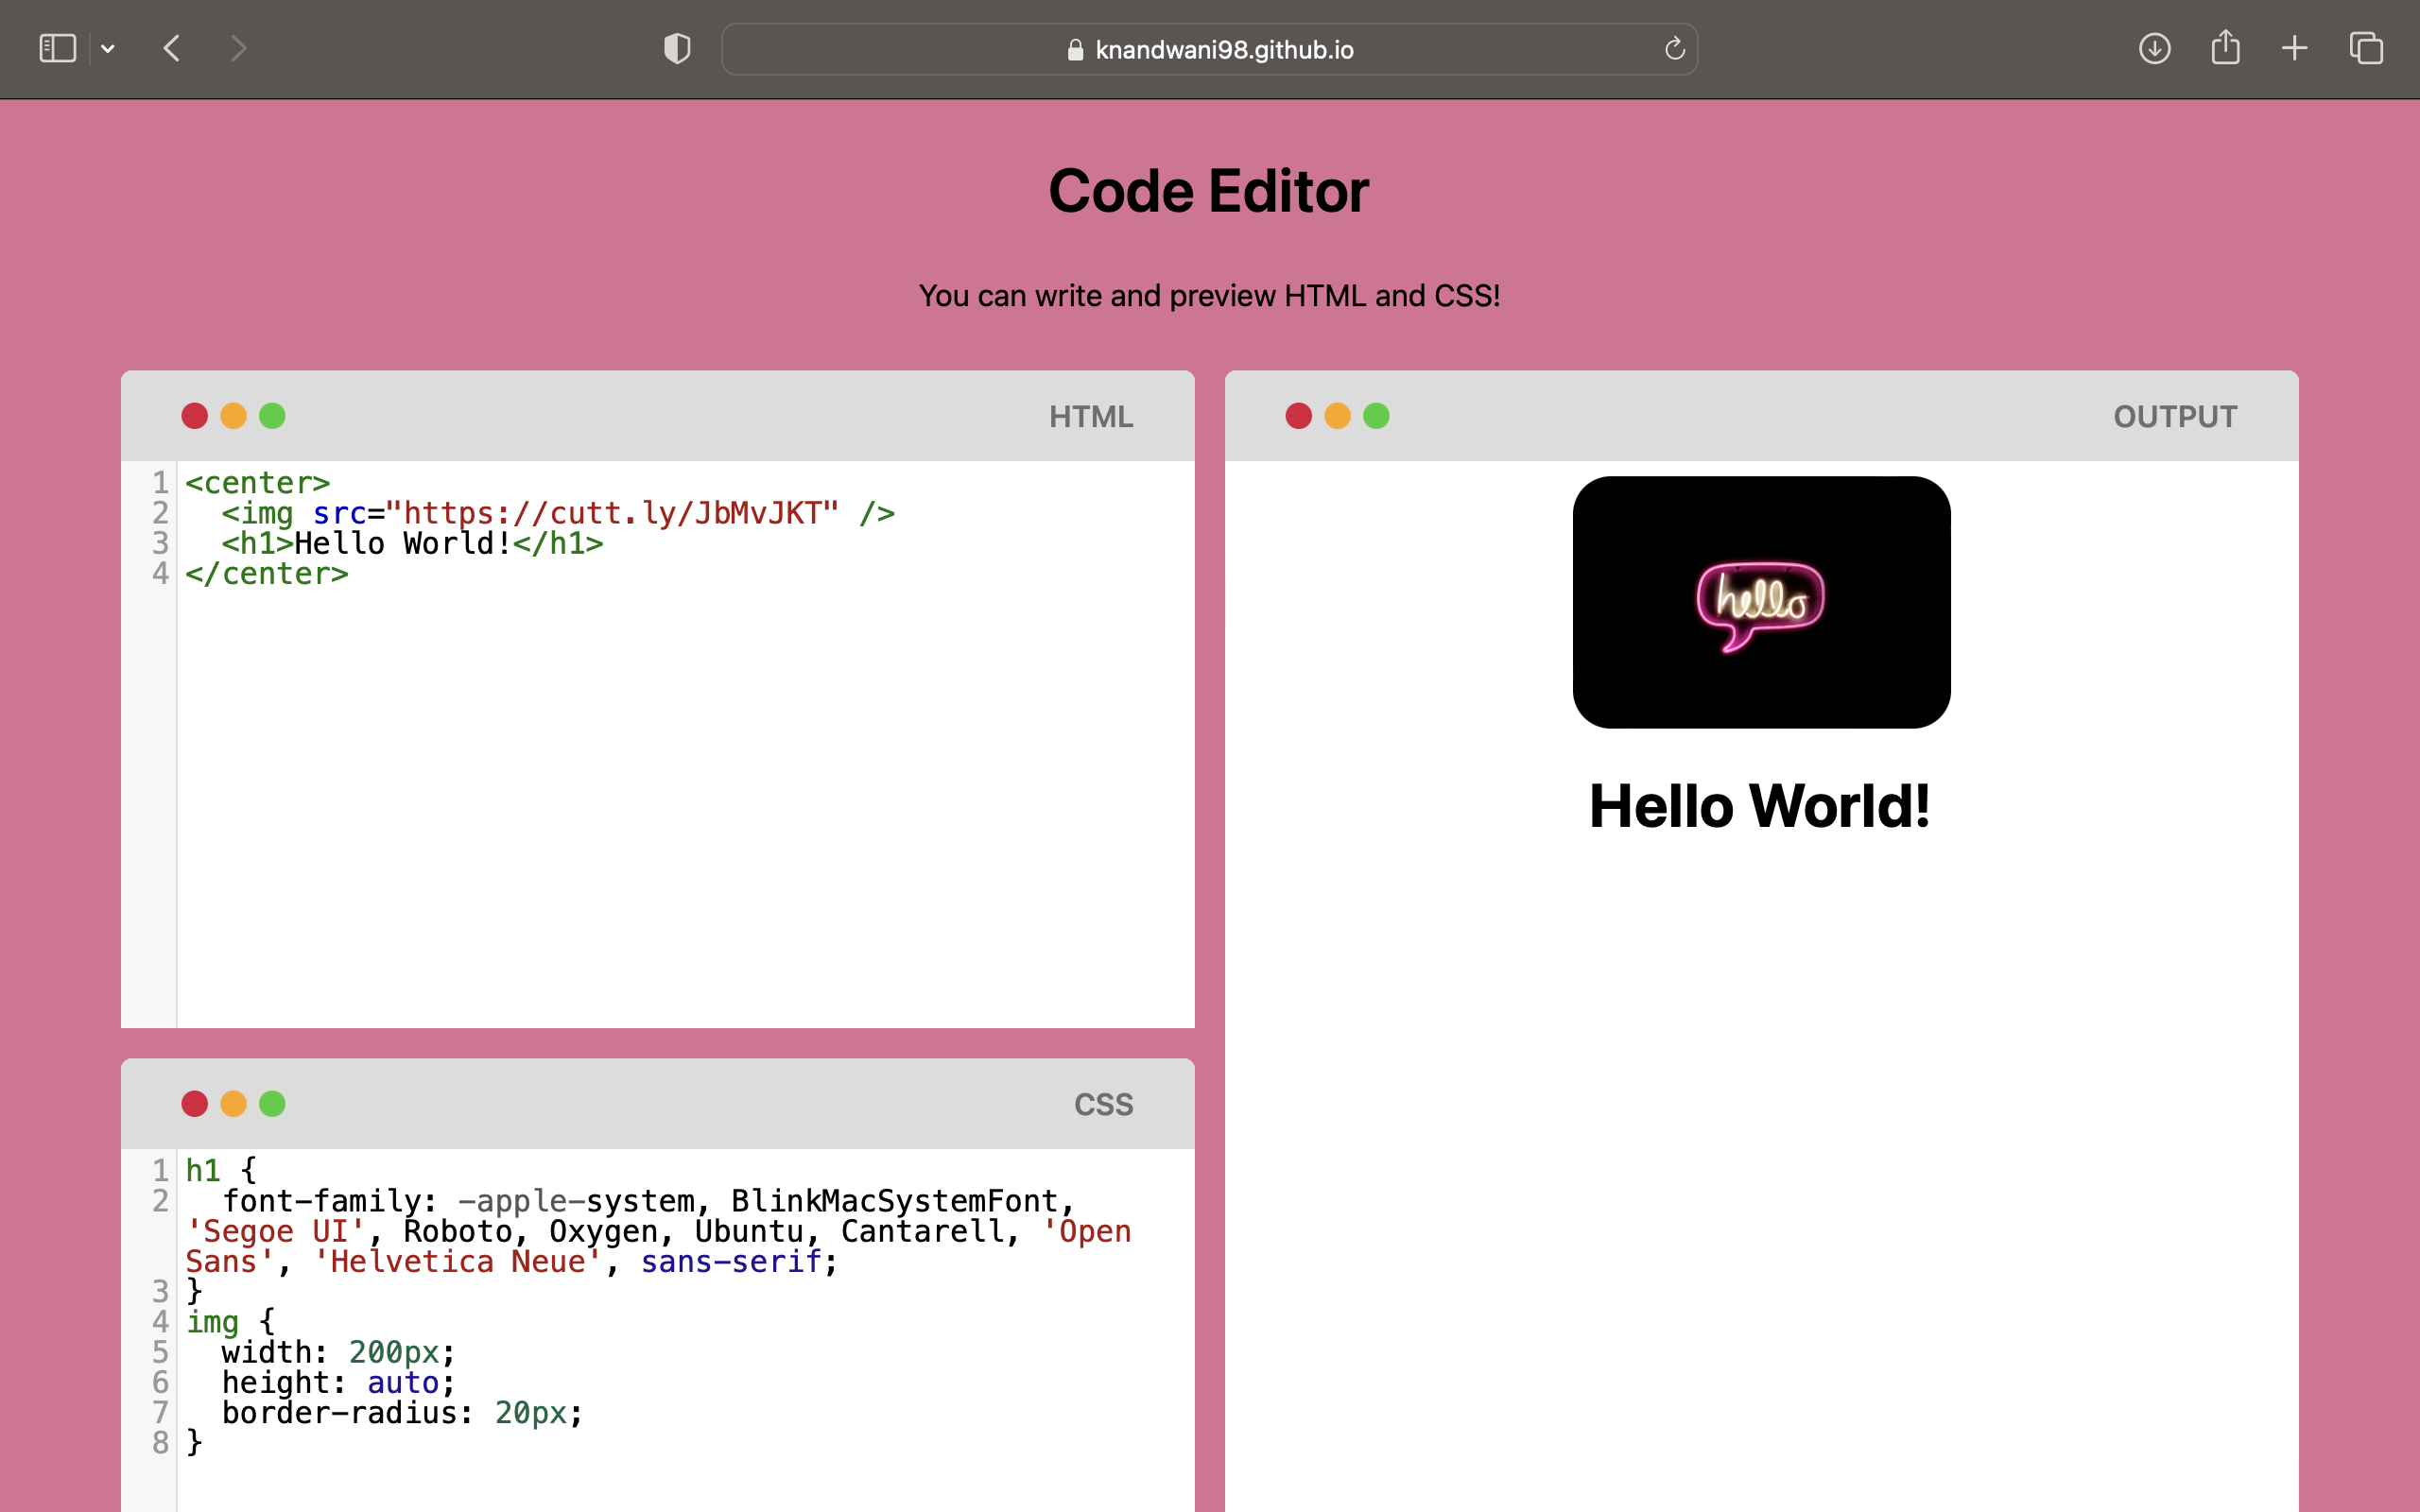 knandwani98.github.io
Code Editor
You can write and preview HTML and CSS!
HTML
1 <center>
2   <img src="https://cutt.ly/JbMvJKT" />
3   <h1>Hello World!</h1>
4 </center>
CSS
1 h1 {
2   font-family: -apple-system, BlinkMacSystemFont,
'Segoe UI', Roboto, Oxygen, Ubuntu, Cantarell, 'Open
Sans', 'Helvetica Neue', sans-serif;
3 }
4 img {
5   width: 200px;
6   height: auto;
7   border-radius: 20px;
8 }
OUTPUT
hello
Hello World!